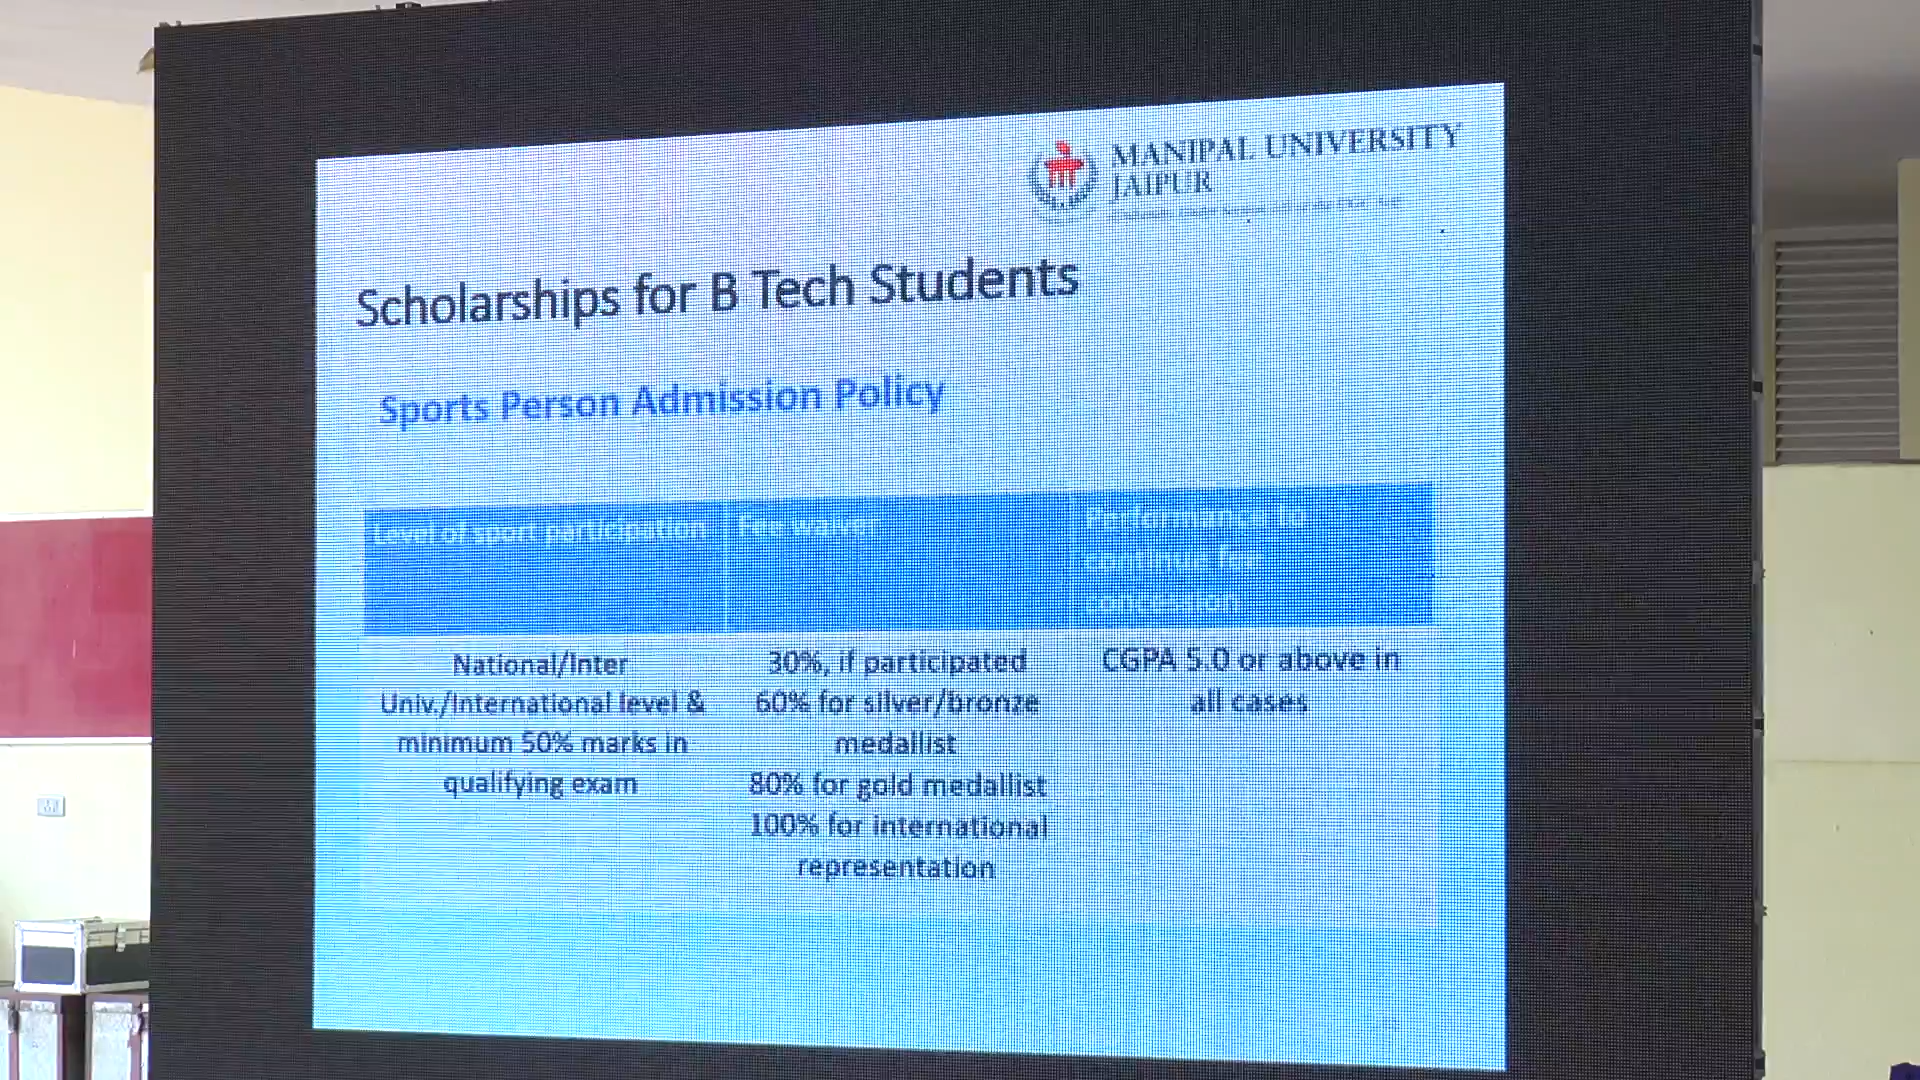 MANIPAL UNIVERSITY
JAIPUR
Scholarships for B Tech Students
Sports Person Admission Policy
Level of sport participation
Fee waiver
Performance to
continue fee
concession
National/Inter
Univ./International level &
minimum 50% marks in
qualifying exam
30%, if participated
60% for silver/bronze
medallist
80% for gold medallist
100% for international
representation
CGPA 5.0 or above in
all cases